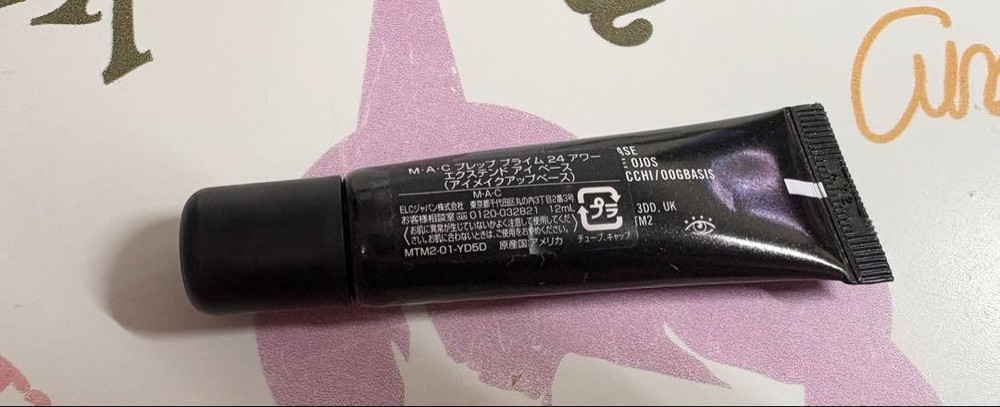 M·A·C プレップ プライム 24 アワー
エクステンド アイ ベース
(アイメイクアップベース)
M·A·C
ELCジャパン株式会社 東京都千代田区丸の内3丁目2番3号
お客様相談室 0120-032821 12mL
お肌に異常が生じていないかよく注意して使用してくだ
さい。お肌に合わないときは、ご使用をおやめください。
MTM2-01-YD5D 原産国:アメリカ
プラ
チューブ、キャップ
ASE
E OJOS
CCHI/OOGBASIS
3DD, UK
TM2